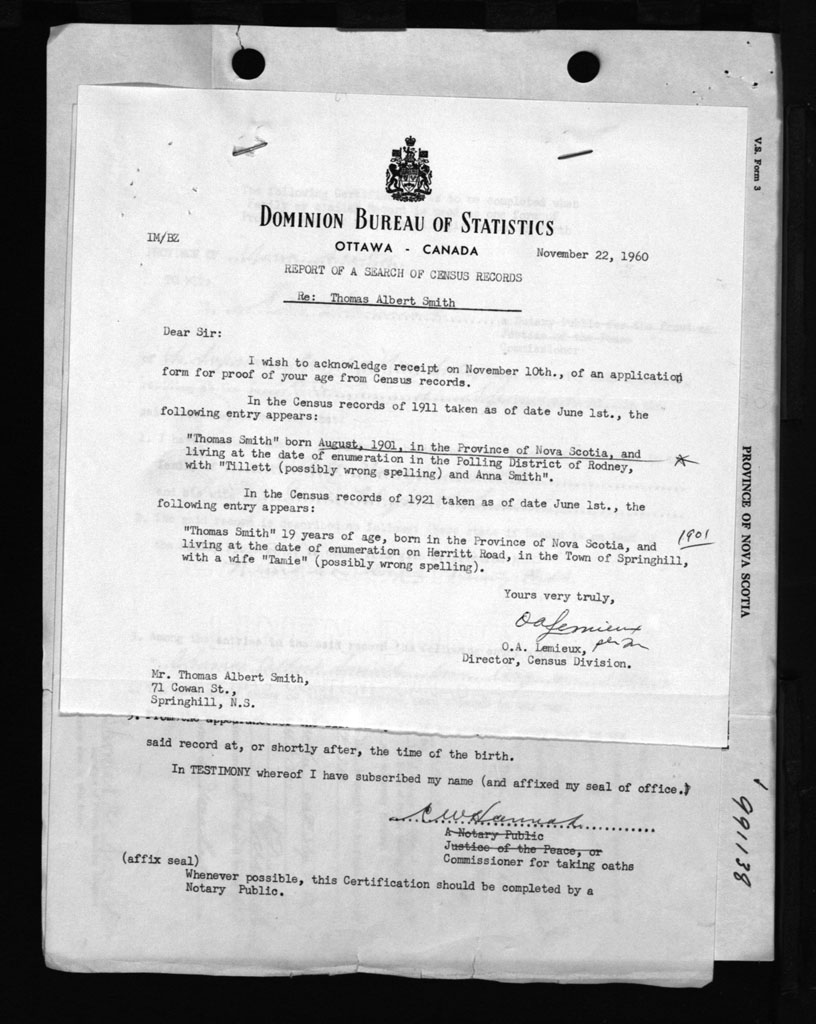 V.S. Form 3
DOMINION BUREAU OF STATISTICS
IM/BZ
OTTAWA - CANADA
November 22, 1960
REPORT OF A SEARCH OF CENSUS RECORDS
Re: Thomas Albert Smith
Dear Sir:
I wish to acknowledge receipt on November 10th., of an application
form for proof of your age from Census records.
In the Census records of 1911 taken as of date June 1st., the
following entry appears:
"Thomas Smith" born August, 1901, in the Province of Nova Scotia, and
living at the date of enumeration in the Polling District of Rodney,
with "Tillett (possibly wrong spelling) and Anna Smith".
In the Census records of 1921 taken as of date June 1st., the
following entry appears:
"Thomas Smith" 19 years of age, born in the Province of Nova Scotia, and
living at the date of enumeration on Herritt Road, in the Town of Springhill,
with a wife "Tamie" (possibly wrong spelling).
1901
Yours very truly,
O A Lemieux
O.A. Lemieux,
Director, Census Division.
Mr. Thomas Albert Smith,
71 Cowan St.,
Springhill, N.S.
PROVINCE OF NOVA SCOTIA
said record at, or shortly after, the time of the birth.
In TESTIMONY whereof I have subscribed my name (and affixed my seal of office.)
A Notary Public
Justice of the Peace, or
Commissioner for taking oaths
(affix seal)
Whenever possible, this Certification should be completed by a
Notary Public.
991138